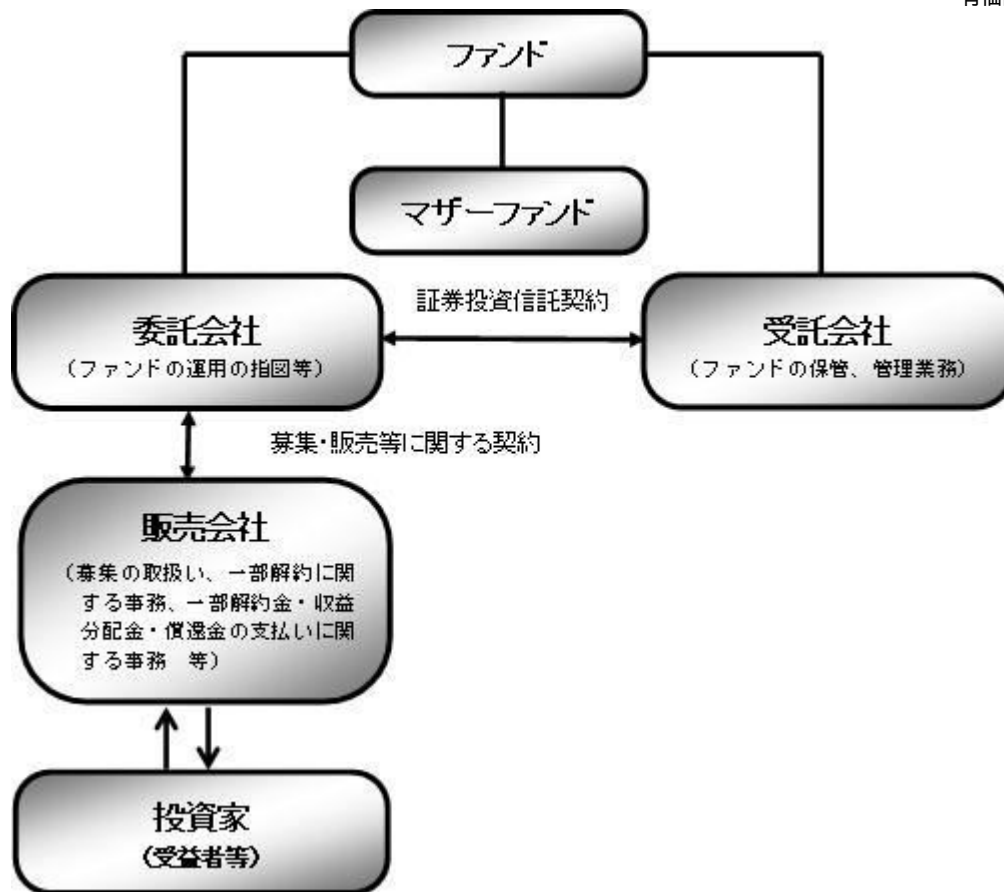 ファンド
マザーファンド
証券投資信託契約
委託会社
(ファンドの運用の指図等)
受託会社
(ファンドの保管、管理業務)
募集・販売等に関する契約
販売会社
(募集の取扱い、一部解約に関
する事務、一部解約金・収益
分配金・償還金の支払いに関
する事務 等)
投資家
(受益者等)